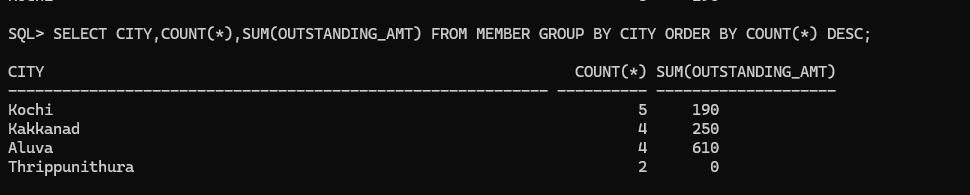 SQL> SELECT CITY,COUNT(*),SUM(OUTSTANDING_AMT) FROM MEMBER GROUP BY CITY ORDER BY COUNT(*) DESC;
CITY COUNT(*) SUM(OUTSTANDING_AMT)
------------------------------------------------------------ ---------- --------------------
Kochi 5 190
Kakkanad 4 250
Aluva 4 610
Thrippunithura 2 0